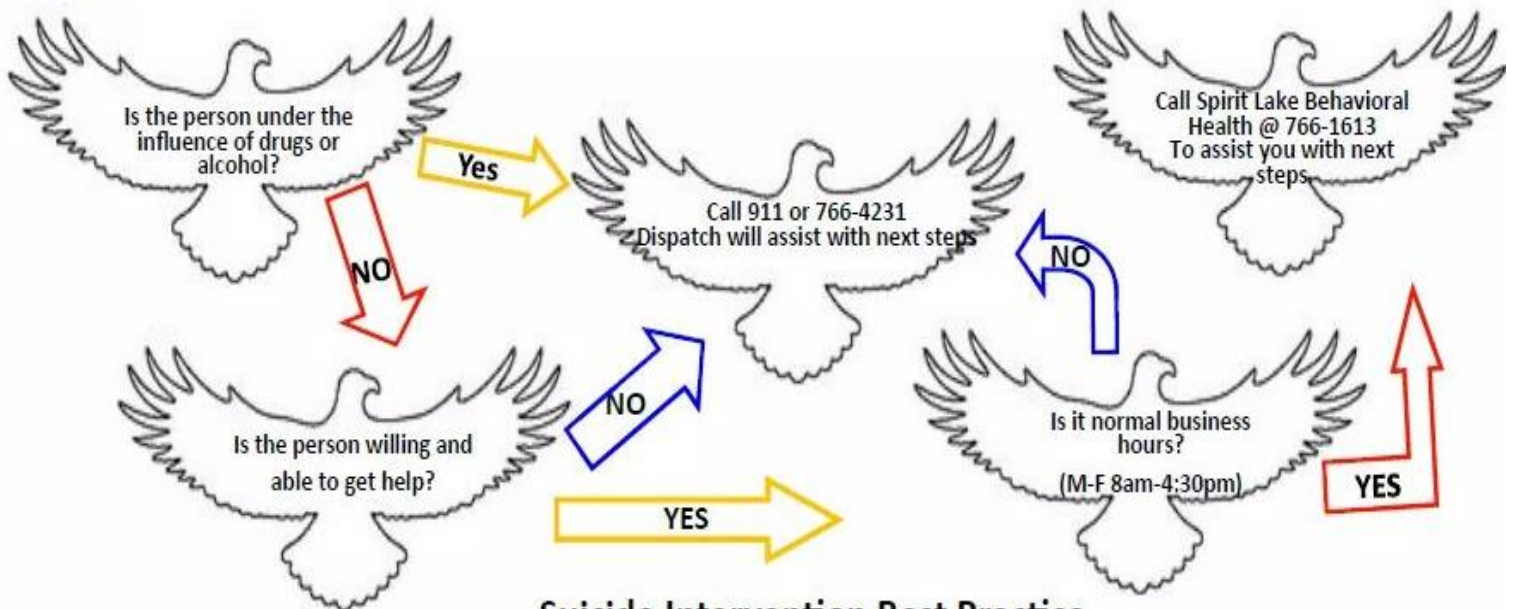 Is the person under the
influence of drugs or
alcohol?
Yes
Call 911 or 766-4231
Dispatch will assist with next steps
Call Spirit Lake Behavioral
Health @ 766-1613
To assist you with next
steps
NO
NO
Is the person willing and
able to get help?
NO
YES
Is it normal business
hours?
(M-F 8am-4:30pm)
YES
Suicide Intervention Best Practice